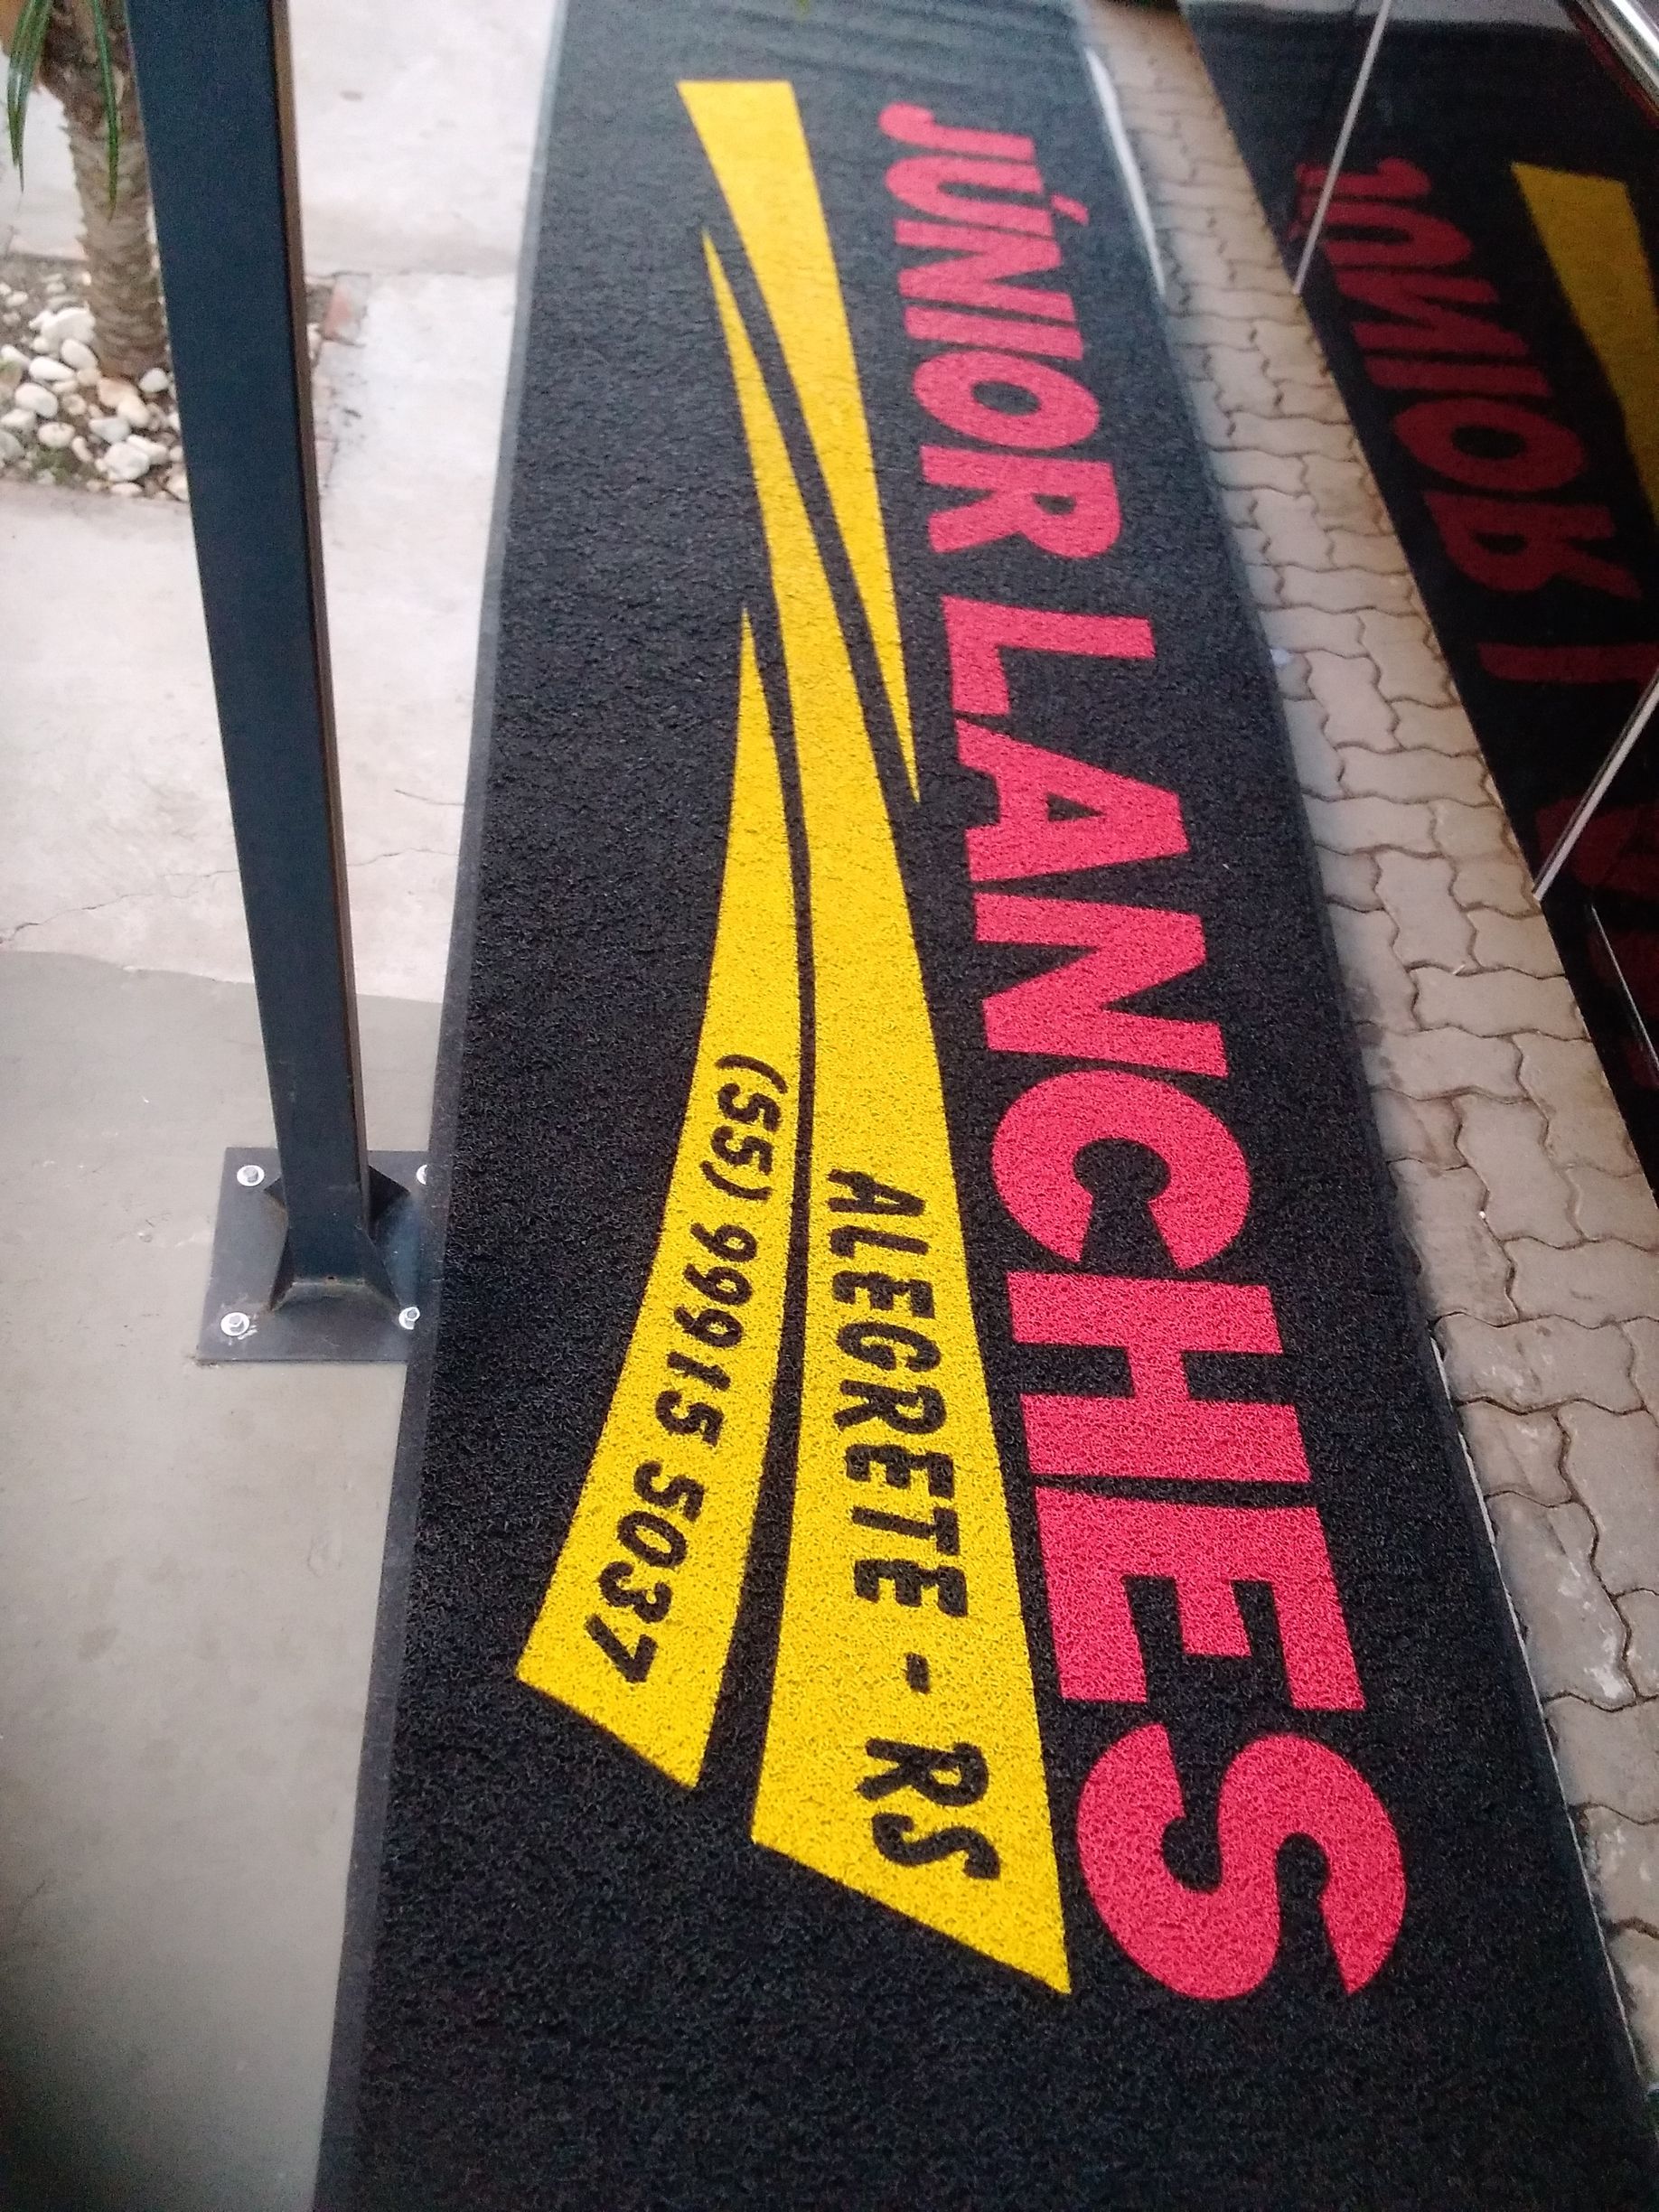 JÚNIOR LANCHES
ALEGRETE - RS
(55) 99915 5037